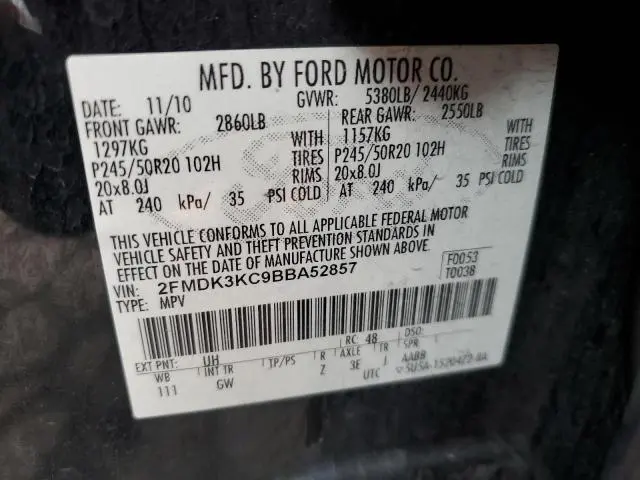 MFD. BY FORD MOTOR CO.
DATE: 11/10 GVWR: 5380LB/ 2440KG
FRONT GAWR: 2860LB REAR GAWR: 2550LB
1297KG WITH 1157KG WITH
P245/50R20 102H TIRES P245/50R20 102H TIRES
20x8.0J RIMS 20x8.0J RIMS
AT 240 kPa/ 35 PSI COLD AT 240 kPa/ 35 PSI COLD
THIS VEHICLE CONFORMS TO ALL APPLICABLE FEDERAL MOTOR
VEHICLE SAFETY AND THEFT PREVENTION STANDARDS IN
EFFECT ON THE DATE OF MANUFACTURE SHOWN ABOVE.
VIN: 2FMDK3KC9BBA52857 F0053
TYPE: MPV T0038
EXT PNT: UH RC: 48 DSO:
WB INT TR TP/PS R AXLE TR SPR
111 GW Z 3E J AABB
UTC